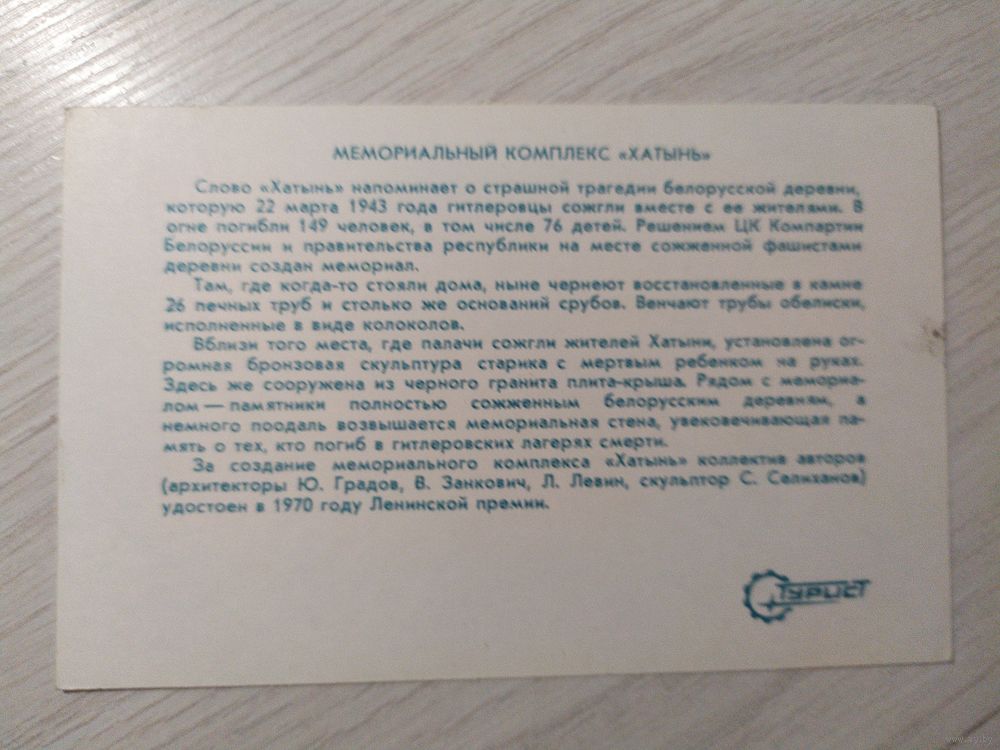 МЕМОРИАЛЬНЫЙ КОМПЛЕКС «ХАТЫНЬ»
Слово «Хатынь» напоминает о страшной трагедии белорусской деревни,
которую 22 марта 1943 года гитлеровцы сожгли вместе с ее жителями. В
огне погибли 149 человек, в том числе 76 детей. Решением ЦК Компартии
Белоруссии и правительства республики на месте сожженной фашистами
деревни создан мемориал.
Там, где когда-то стояли дома, ныне чернеют восстановленные в камне
26 печных труб и столько же оснований срубов. Венчают трубы обелиски,
исполненные в виде колоколов.
Вблизи того места, где палачи сожгли жителей Хатыни, установлена ог-
ромная бронзовая скульптура старика с мертвым ребенком на руках.
Здесь же сооружена из черного гранита плита-крыша. Рядом с мемориа-
лом — памятники полностью сожженным белорусским деревням, а
немного поодаль возвышается мемориальная стена, увековечивающая па-
мять о тех, кто погиб в гитлеровских лагерях смерти.
За создание мемориального комплекса «Хатынь» коллектив авторов
(архитекторы Ю. Градов, В. Занкович, Л. Левин, скульптор С. Селиханов)
удостоен в 1970 году Ленинской премии.
ТУРИСТ
www.ay.by